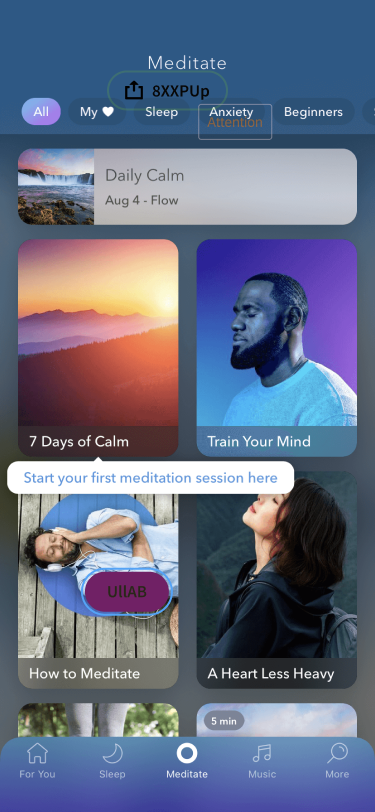 Meditate
8XXPUp
All
My
Sleep
Anxiety
Beginners
Attention
Daily Calm
Aug 4 - Flow
7 Days of Calm
Train Your Mind
Start your first meditation session here
UllAB
How to Meditate
A Heart Less Heavy
5 min
For You
Sleep
Meditate
Music
More